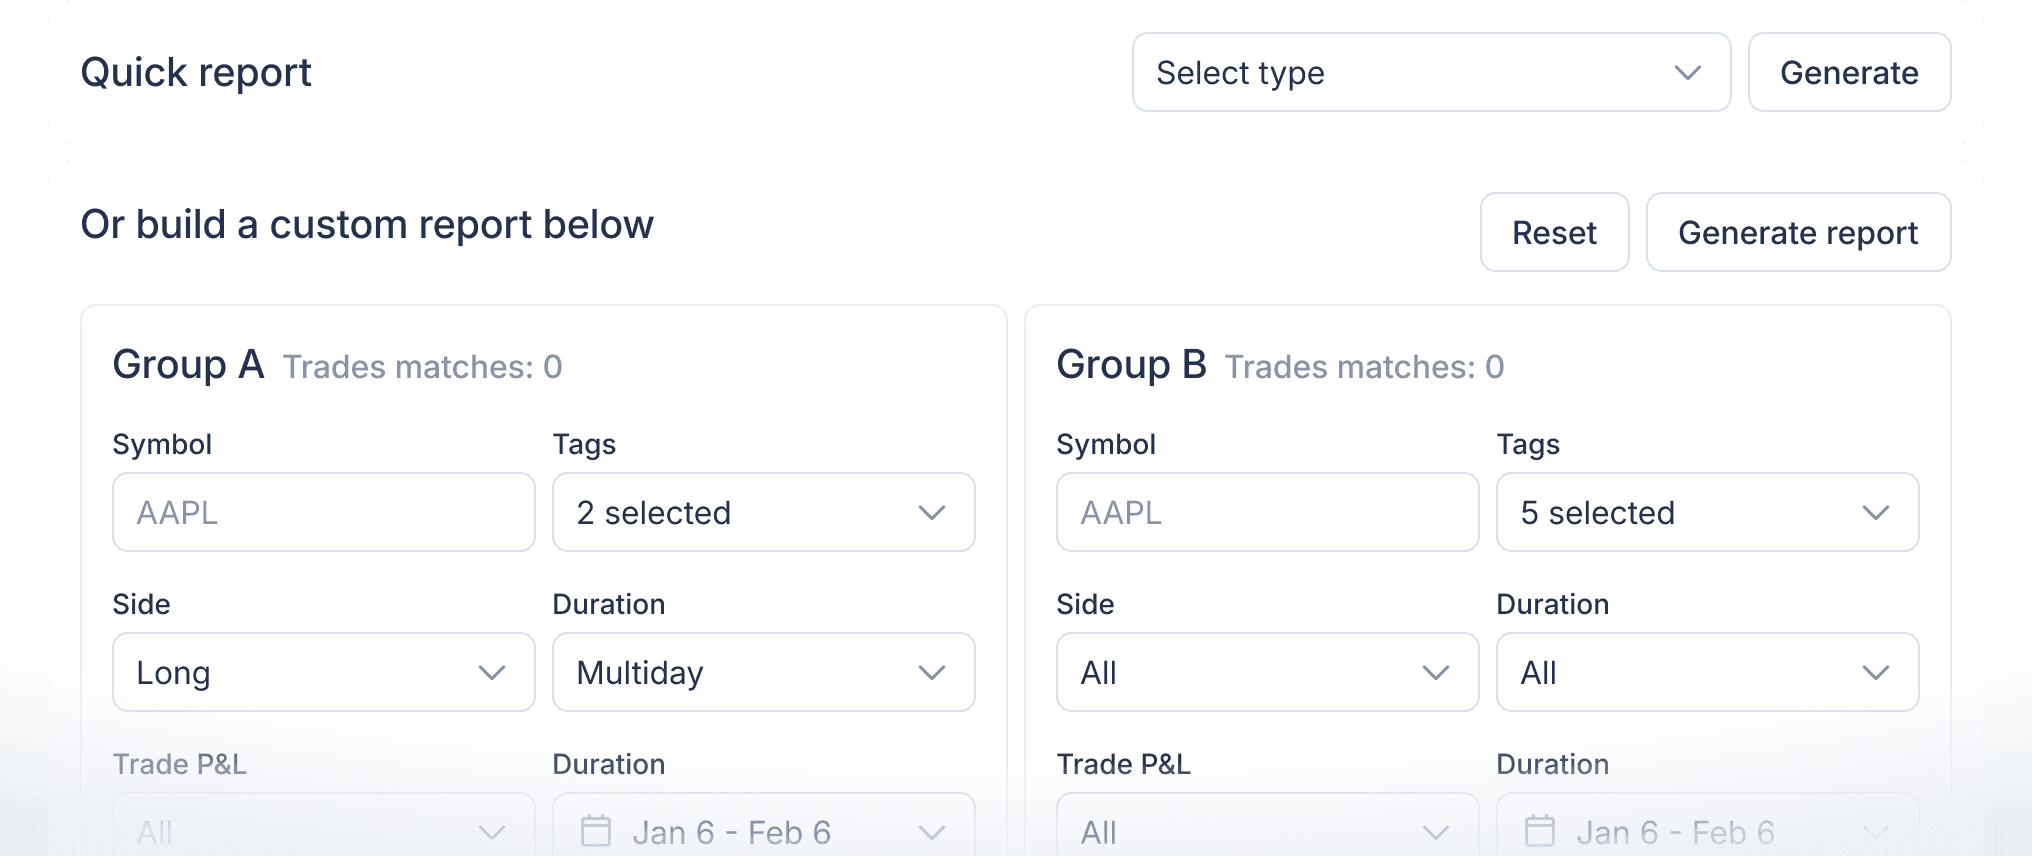 Quick report
Select type
Generate
Or build a custom report below
Reset
Generate report
Group A Trades matches: 0
Symbol
Tags
AAPL
2 selected
Side
Duration
Long
Multiday
Trade P&L
Duration
All
Jan 6 - Feb 6
Group B Trades matches: 0
Symbol
Tags
AAPL
5 selected
Side
Duration
All
All
Trade P&L
Duration
All
Jan 6 - Feb 6